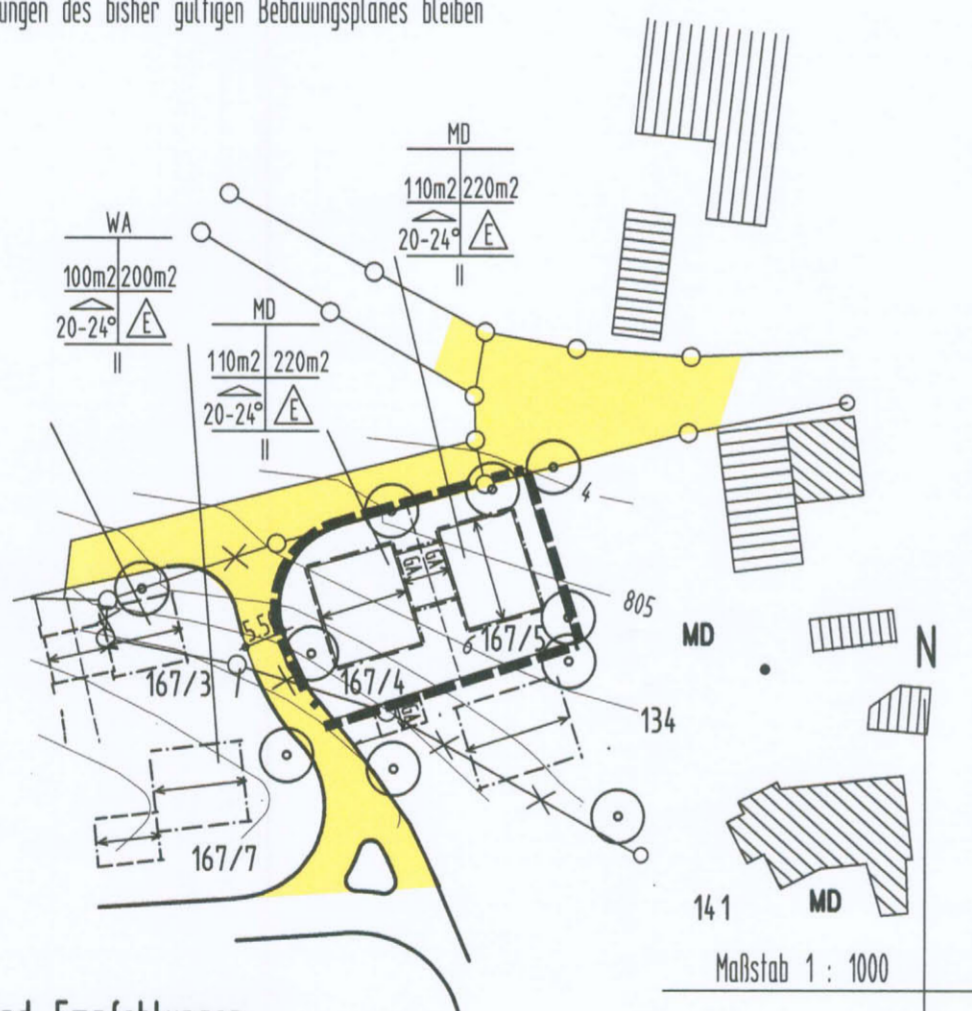 ungen des bisher gültigen Bebauungsplanes bleiben
MD
110m2 220m2
20-24° E
II
WA
100m2 200m2
20-24° E
II
MD
110m2 220m2
20-24° E
II
4
805
GA
GA
5.5
6
167/5
MD
N
167/3
167/4
GA
134
167/7
141
MD
Maßstab 1 : 1000
Empfehlungen